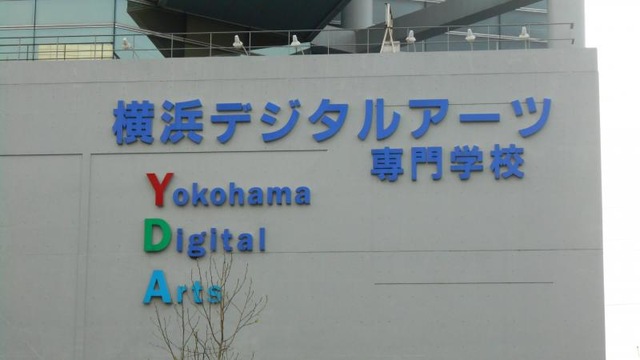 横浜デジタルアーツ
専門学校
Yokohama
Digital
Arts